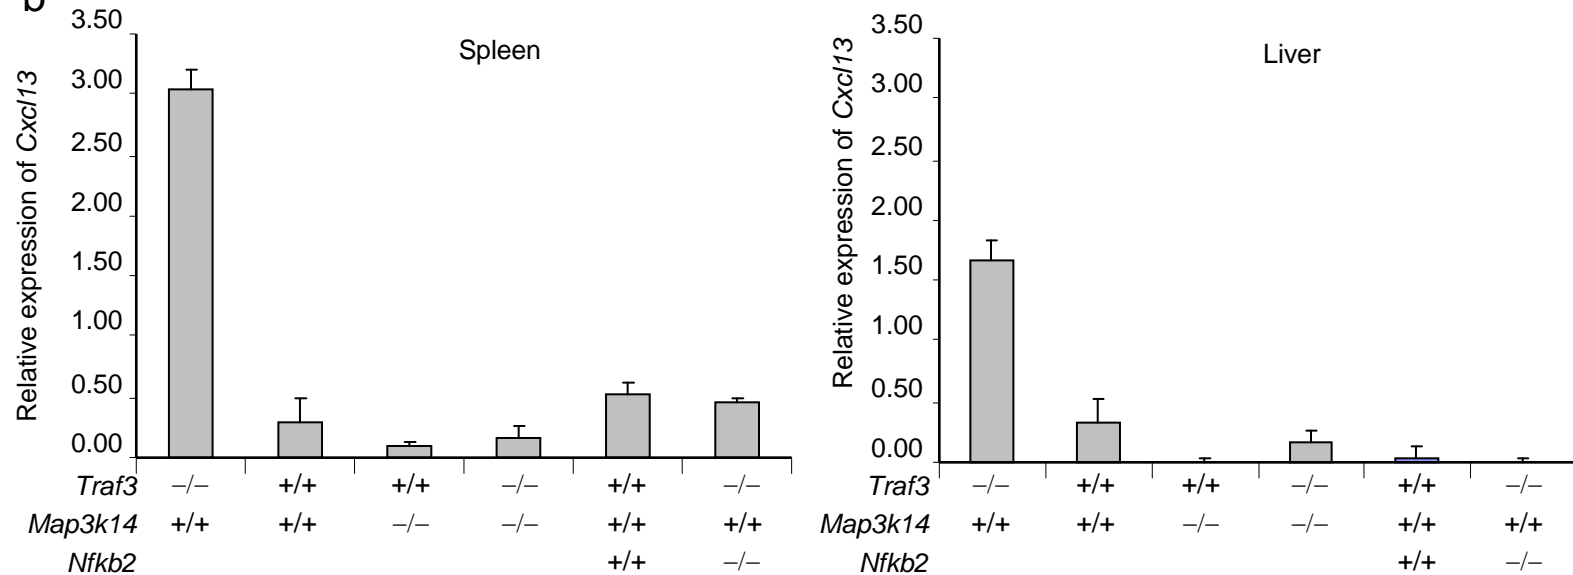 b
Spleen
Relative expression of Cxcl13
3.50
3.00
2.50
2.00
1.50
1.00
0.50
0.00
Traf3 −/− +/+ +/+ −/− +/+ −/−
Map3k14 +/+ +/+ −/− −/− +/+ +/+
Nfkb2 +/+ −/−
Liver
Relative expression of Cxcl13
3.50
3.00
2.50
2.00
1.50
1.00
0.50
0.00
Traf3 −/− +/+ +/+ −/− +/+ −/−
Map3k14 +/+ +/+ −/− −/− +/+ +/+
Nfkb2 +/+ −/−